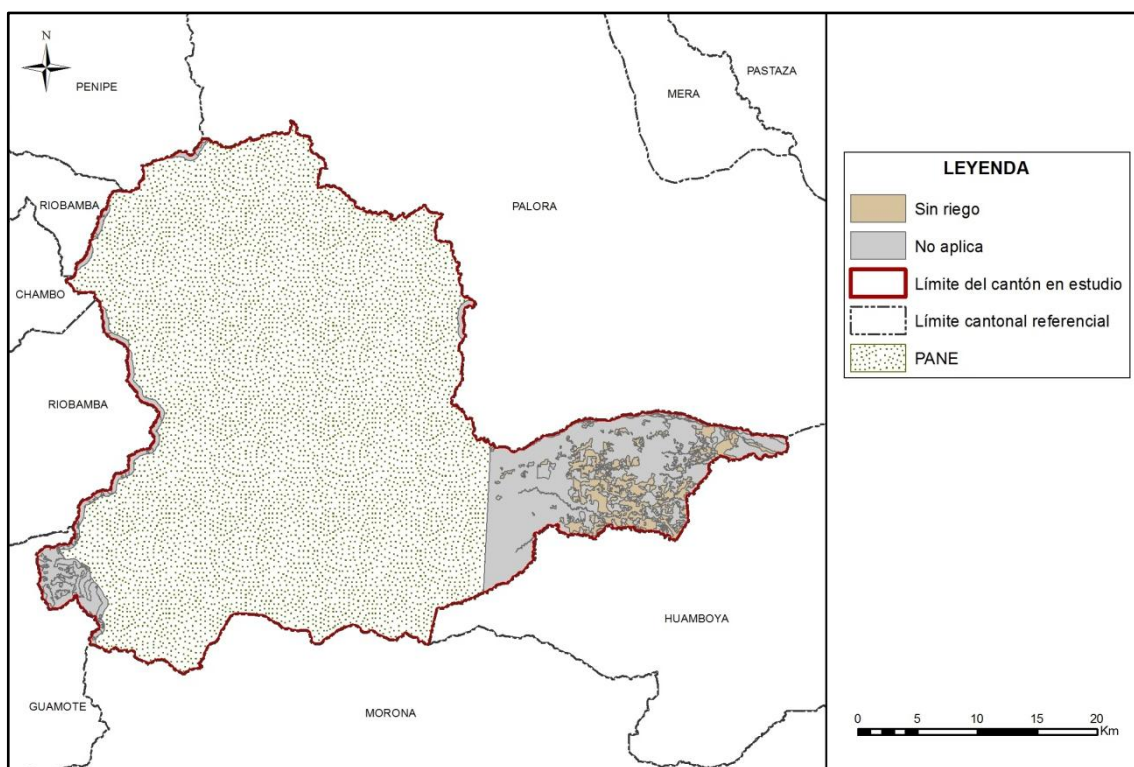 N
PENIPE
PASTAZA
MERA
RIOBAMBA
PALORA
CHAMBO
RIOBAMBA
HUAMBOYA
GUAMOTE
MORONA
LEYENDA
Sin riego
No aplica
Límite del cantón en estudio
Límite cantonal referencial
PANE
0 5 10 15 20
Km